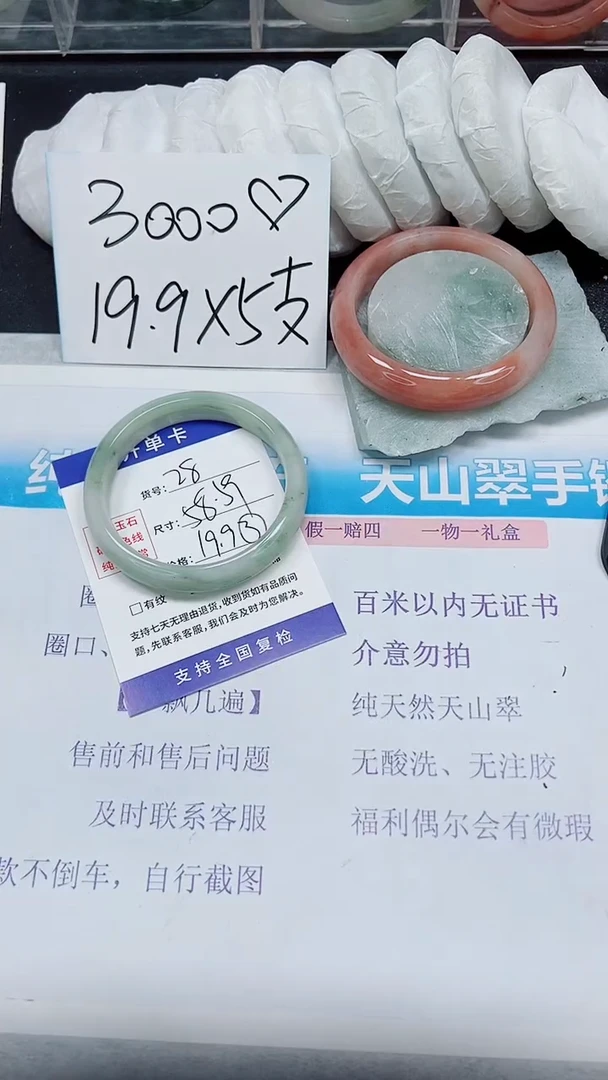 3000♡
19.9X5支
天山翠手
开单卡
货号: 28
尺寸: 58.59
价格: 19.9③
玉石
色线
假一赔四 一物一礼盒
有纹
支持七天无理由退货,收到货如有品质问
题,先联系客服,我们会及时为您解决。
支持全国复检
圈口、
飘几遍】
售前和售后问题
及时联系客服
款不倒车，自行截图
百米以内无证书
介意勿拍
纯天然天山翠
无酸洗、无注胶
福利偶尔会有微瑕